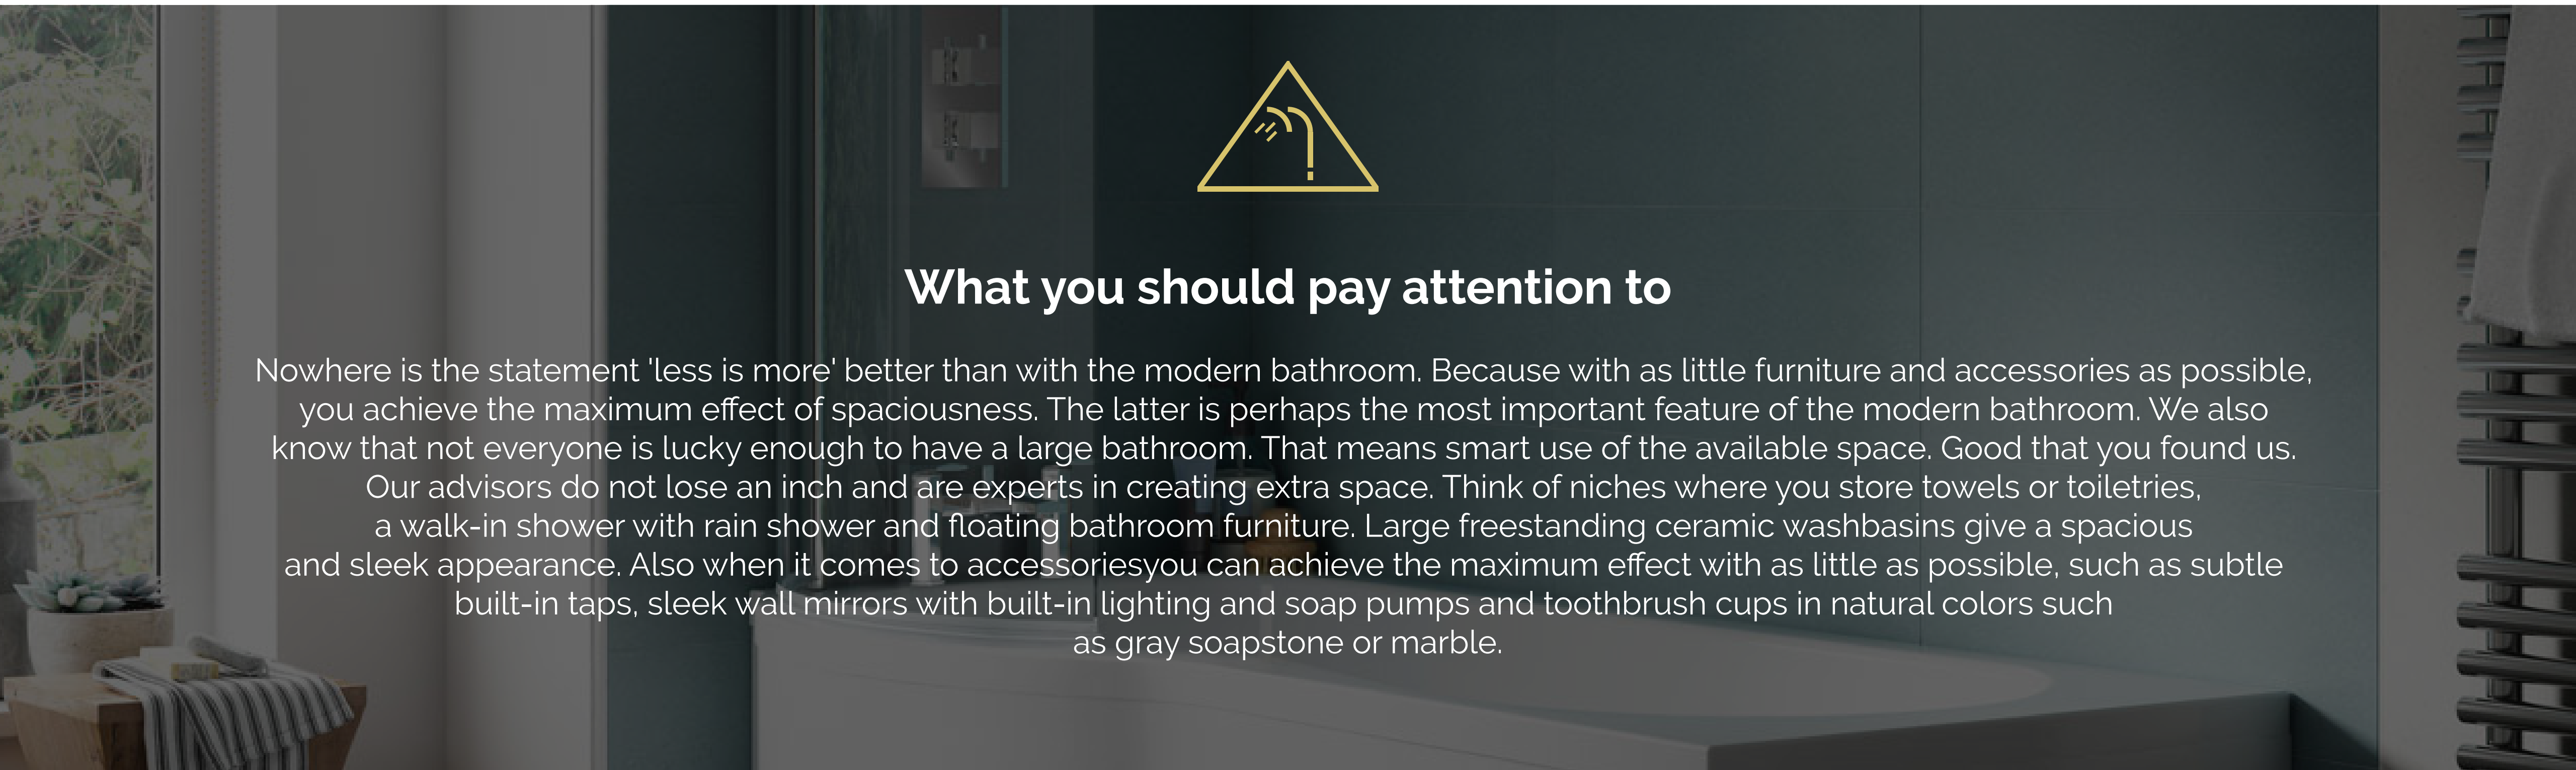 What you should pay attention to
Nowhere is the statement 'less is more' better than with the modern bathroom. Because with as little furniture and accessories as possible,
you achieve the maximum effect of spaciousness. The latter is perhaps the most important feature of the modern bathroom. We also
know that not everyone is lucky enough to have a large bathroom. That means smart use of the available space. Good that you found us.
Our advisors do not lose an inch and are experts in creating extra space. Think of niches where you store towels or toiletries,
a walk-in shower with rain shower and floating bathroom furniture. Large freestanding ceramic washbasins give a spacious
and sleek appearance. Also when it comes to accessoriesyou can achieve the maximum effect with as little as possible, such as subtle
built-in taps, sleek wall mirrors with built-in lighting and soap pumps and toothbrush cups in natural colors such
as gray soapstone or marble.